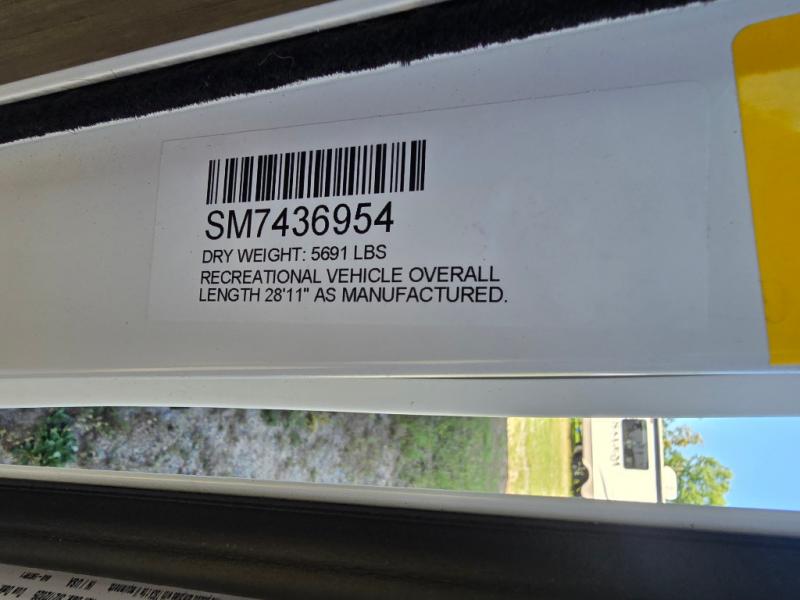 SM7436954
DRY WEIGHT: 5691 LBS
RECREATIONAL VEHICLE OVERALL
LENGTH 28'11" AS MANUFACTURED.